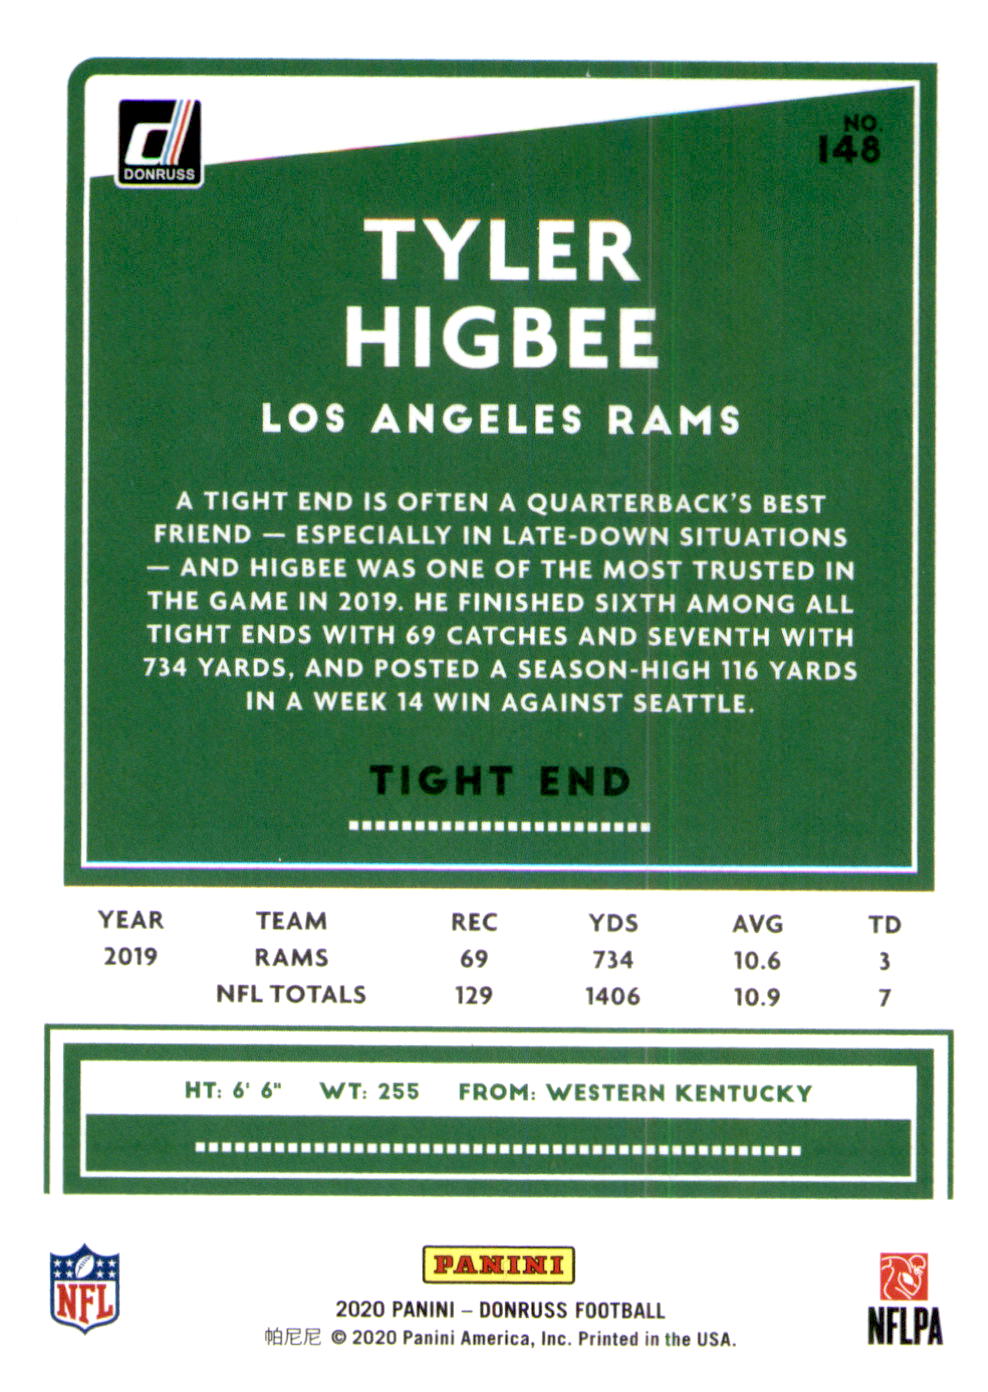 DONRUSS
NO.
148
TYLER
HIGBEE
LOS ANGELES RAMS
A TIGHT END IS OFTEN A QUARTERBACK'S BEST
FRIEND — ESPECIALLY IN LATE-DOWN SITUATIONS
— AND HIGBEE WAS ONE OF THE MOST TRUSTED IN
THE GAME IN 2019. HE FINISHED SIXTH AMONG ALL
TIGHT ENDS WITH 69 CATCHES AND SEVENTH WITH
734 YARDS, AND POSTED A SEASON-HIGH 116 YARDS
IN A WEEK 14 WIN AGAINST SEATTLE.
TIGHT END
YEAR TEAM REC YDS AVG TD
2019 RAMS 69 734 10.6 3
NFL TOTALS 129 1406 10.9 7
HT: 6' 6" WT: 255 FROM: WESTERN KENTUCKY
NFL
PANINI
2020 PANINI – DONRUSS FOOTBALL
帕尼尼 © 2020 Panini America, Inc. Printed in the USA.
NFLPA